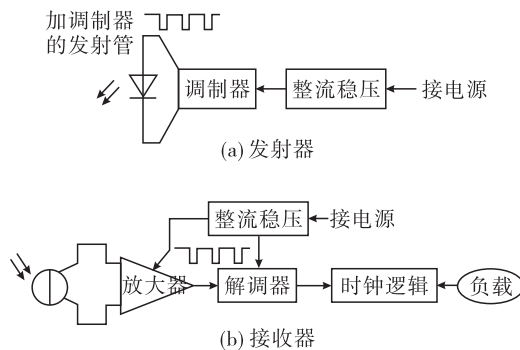 加调制器
的发射管
调制器
整流稳压
接电源
(a) 发射器
整流稳压
接电源
放大器
解调器
时钟逻辑
负载
(b) 接收器